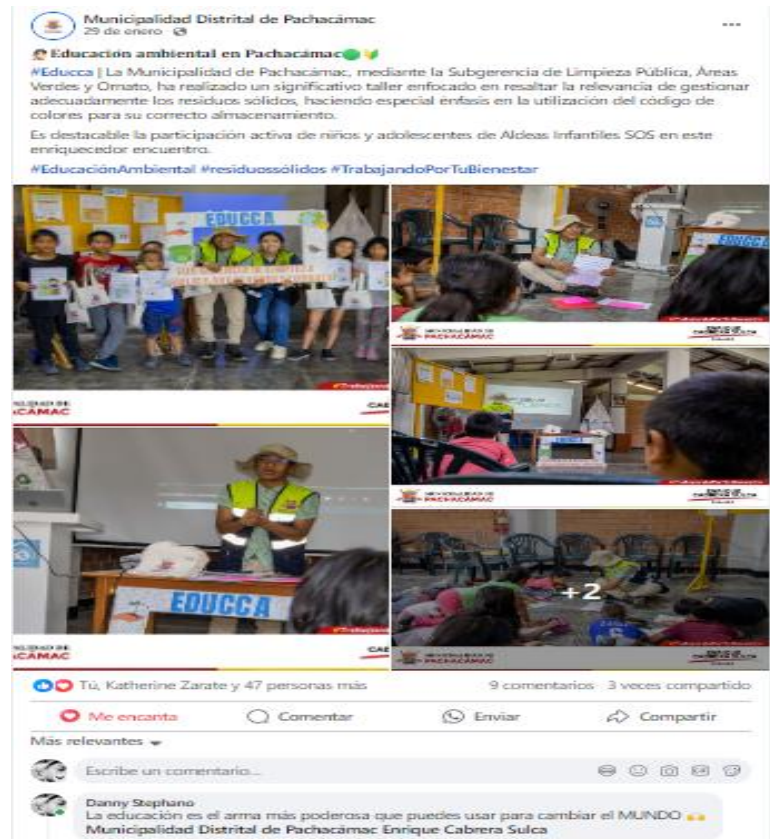 Municipalidad Distrital de Pachacámac
29 de enero
Educación ambiental en Pachacámac
#Educca | La Municipalidad de Pachacámac, mediante la Subgerencia de Limpieza Pública, Áreas
Verdes y Ornato, ha realizado un significativo taller enfocado en resaltar la relevancia de gestionar
adecuadamente los residuos sólidos, haciendo especial énfasis en la utilización del código de
colores para su correcto almacenamiento.
Es destacable la participación activa de niños y adolescentes de Aldeas Infantiles SOS en este
enriquecedor encuentro.
#EducaciónAmbiental #residuossólidos #TrabajandoPorTuBienestar
EDUCCA
EDUCCA
PACHACÁMAC
CAMAC
EDUCCA
PACHACÁMAC
EDUCCA
+2
CAMAC
PACHACÁMAC
Tú, Katherine Zarate y 47 personas más
9 comentarios 3 veces compartido
Me encanta
Comentar
Enviar
Compartir
Más relevantes
Escribe un comentario...
Danny Stephano
La educación es el arma más poderosa que puedes usar para cambiar el MUNDO
Municipalidad Distrital de Pachacámac Enrique Cabrera Sulca